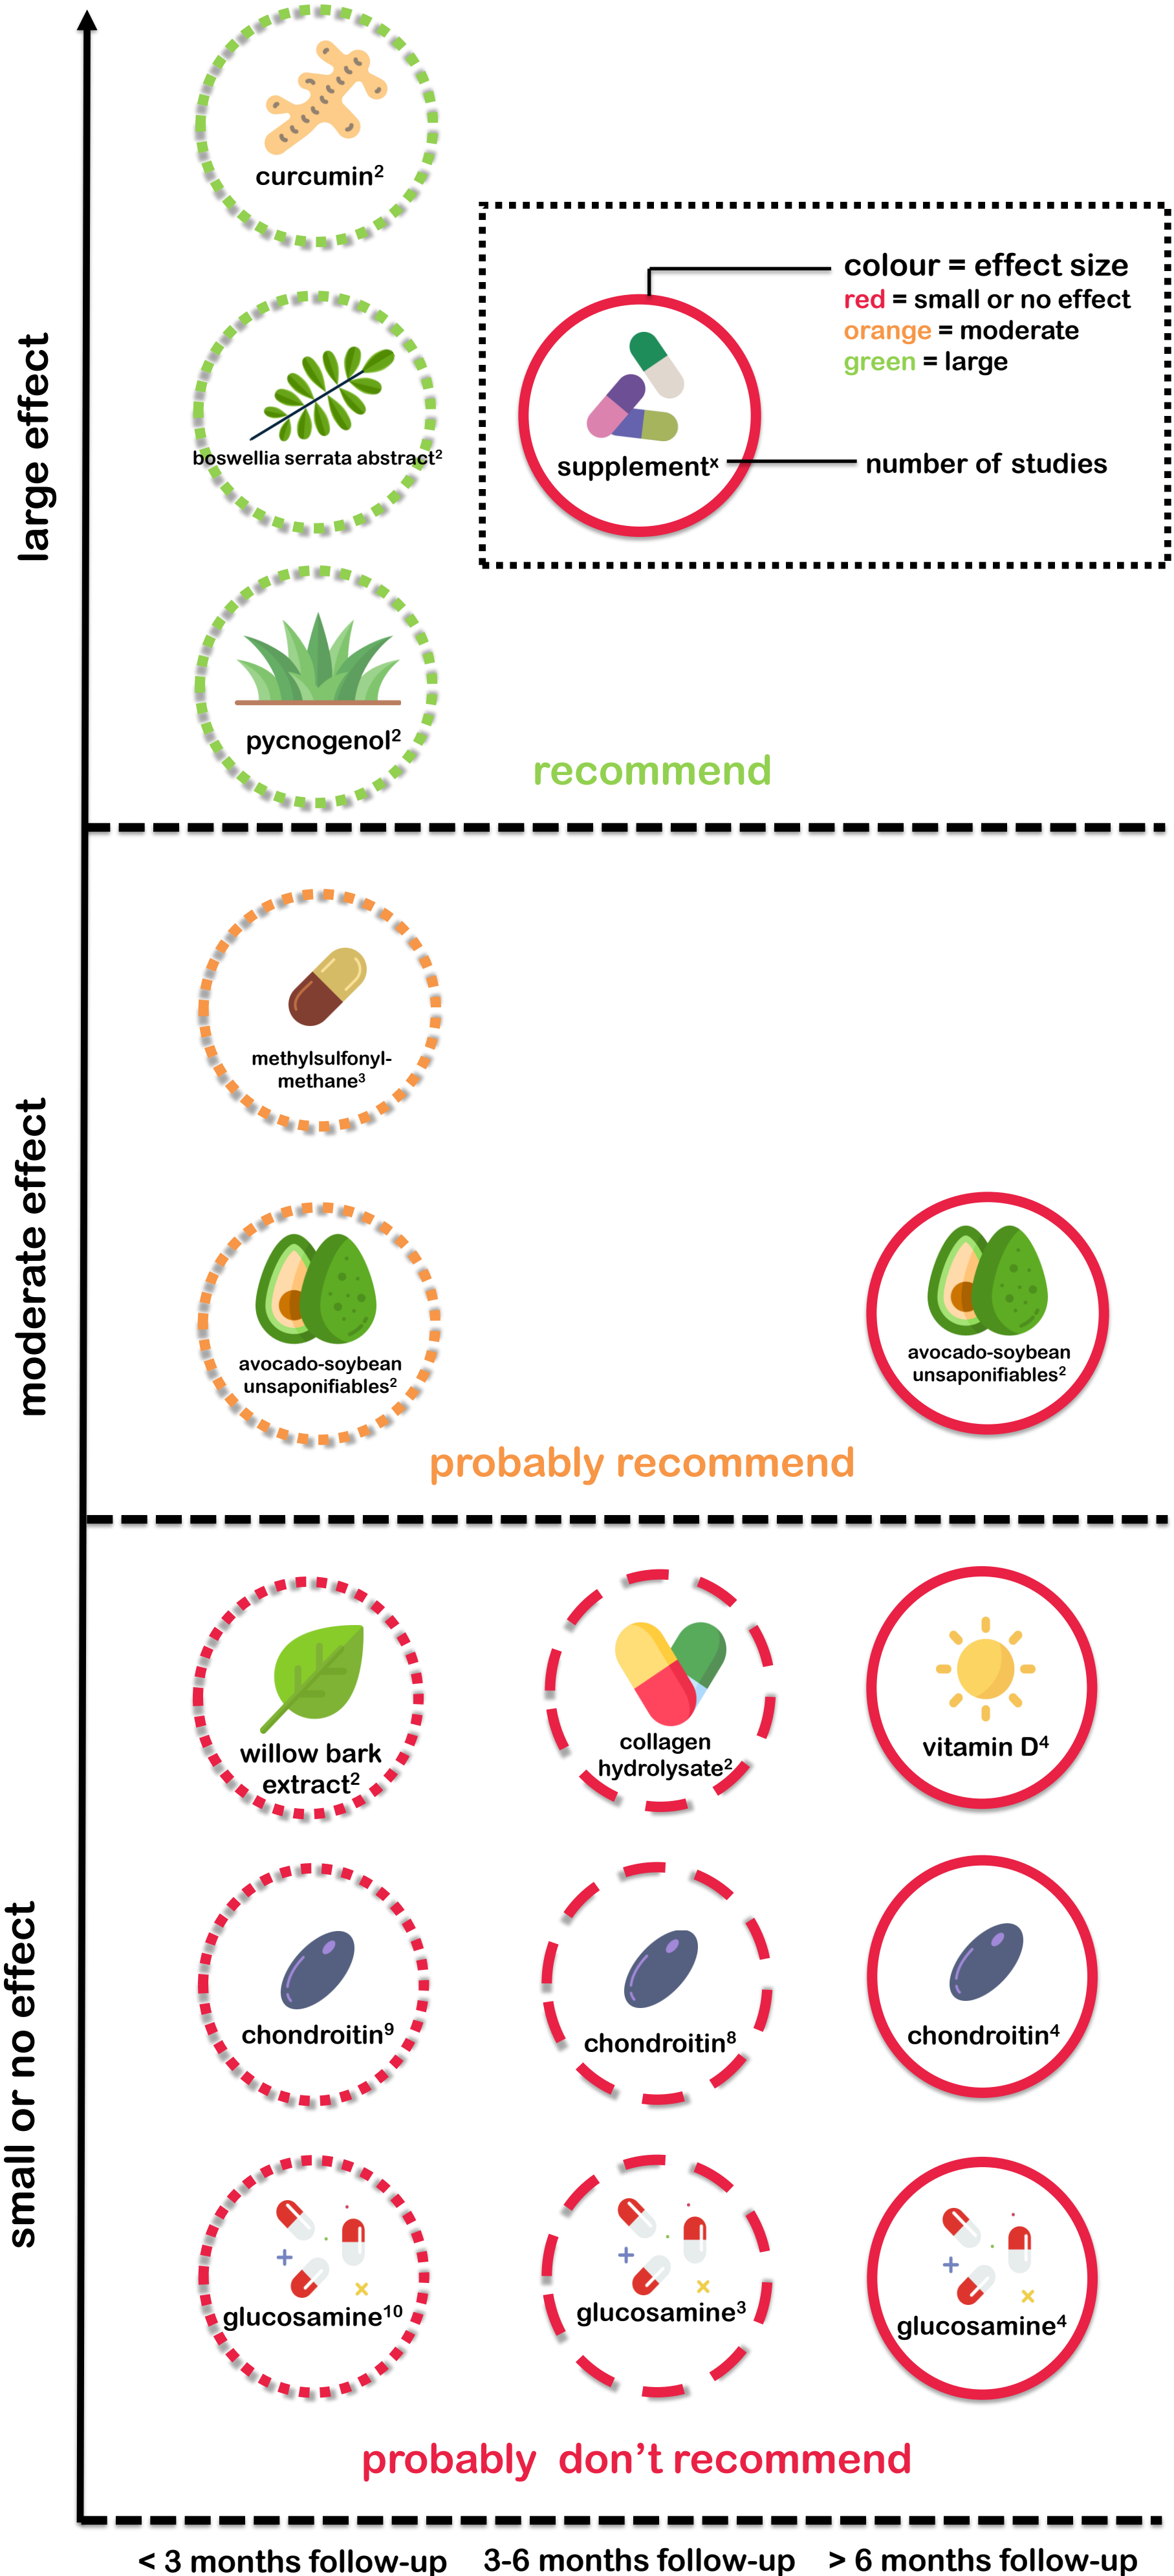 large effect
curcumin²
boswellia serrata abstract²
pycnogenol²
colour = effect size
red = small or no effect
orange = moderate
green = large
supplementˣ
number of studies
recommend
moderate effect
methylsulfonyl-
methane³
avocado-soybean
unsaponifiables²
avocado-soybean
unsaponifiables²
probably recommend
small or no effect
willow bark
extract²
collagen
hydrolysate²
vitamin D⁴
chondroitin⁹
chondroitin⁸
chondroitin⁴
glucosamine¹⁰
glucosamine³
glucosamine⁴
probably don't recommend
< 3 months follow-up
3-6 months follow-up
> 6 months follow-up